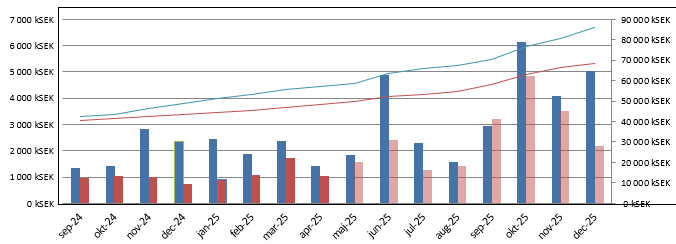 7 000 kSEK
6 000 kSEK
5 000 kSEK
4 000 kSEK
3 000 kSEK
2 000 kSEK
1 000 kSEK
0 kSEK
90 000 kSEK
80 000 kSEK
70 000 kSEK
60 000 kSEK
50 000 kSEK
40 000 kSEK
30 000 kSEK
20 000 kSEK
10 000 kSEK
0 kSEK
sep-24
okt-24
nov-24
dec-24
jan-25
feb-25
mar-25
apr-25
maj-25
jun-25
jul-25
aug-25
sep-25
okt-25
nov-25
dec-25